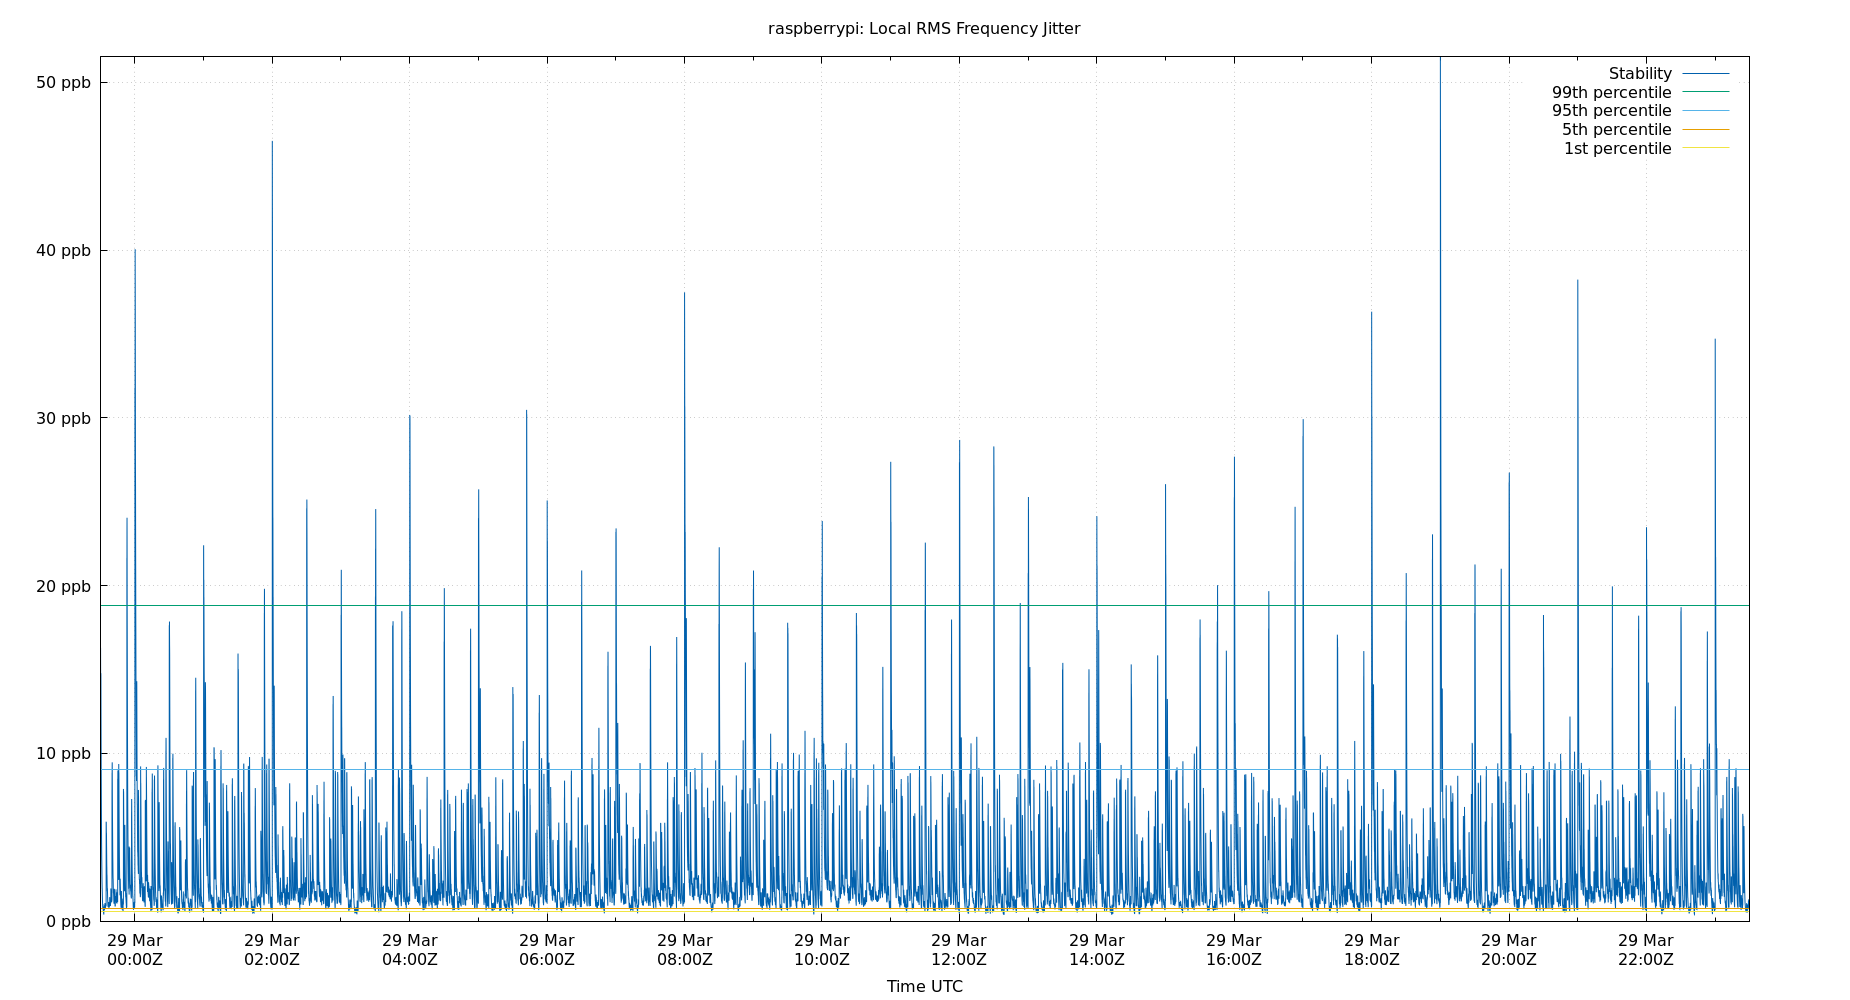 raspberrypi: Local RMS Frequency Jitter
50 ppb
40 ppb
30 ppb
20 ppb
10 ppb
0 ppb
Stability
99th percentile
95th percentile
5th percentile
1st percentile
29 Mar 29 Mar 29 Mar 29 Mar 29 Mar 29 Mar 29 Mar 29 Mar 29 Mar 29 Mar 29 Mar 29 Mar
00:00Z 02:00Z 04:00Z 06:00Z 08:00Z 10:00Z 12:00Z 14:00Z 16:00Z 18:00Z 20:00Z 22:00Z
Time UTC